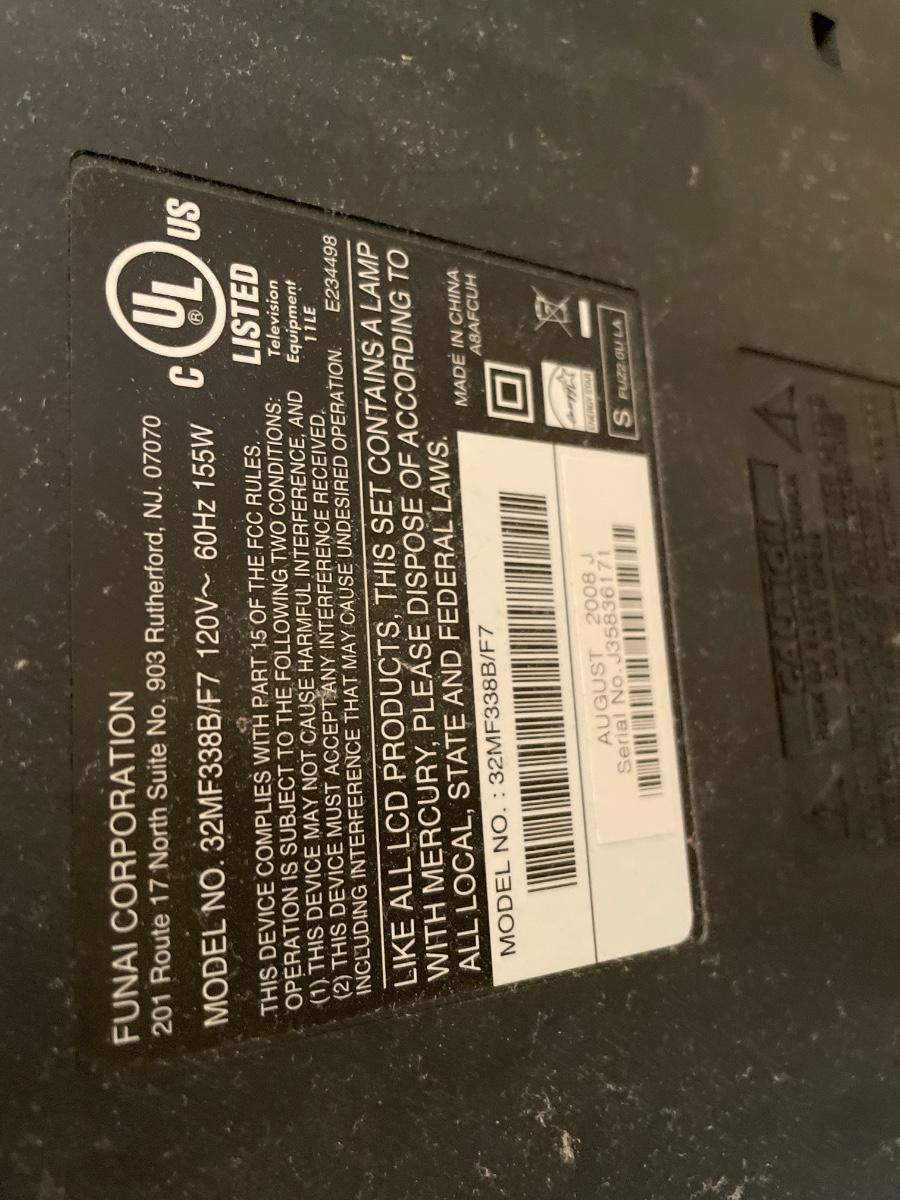 FUNAI CORPORATION
201 Route 17 North Suite No. 903 Rutherford, NJ. 07070
MODEL NO. 32MF338B/F7 120V~ 60Hz 155W
C UL ® US
LISTED
Television
Equipment
11LE
E234498
THIS DEVICE COMPLIES WITH PART 15 OF THE FCC RULES.
OPERATION IS SUBJECT TO THE FOLLOWING TWO CONDITIONS:
(1) THIS DEVICE MAY NOT CAUSE HARMFUL INTERFERENCE, AND
(2) THIS DEVICE MUST ACCEPT ANY INTERFERENCE RECEIVED,
INCLUDING INTERFERENCE THAT MAY CAUSE UNDESIRED OPERATION.
LIKE ALL LCD PRODUCTS, THIS SET CONTAINS A LAMP
WITH MERCURY, PLEASE DISPOSE OF ACCORDING TO
ALL LOCAL, STATE AND FEDERAL LAWS.
MADE IN CHINA
A8AFCUH
MODEL NO. : 32MF338B/F7
ENERGY STAR
AUGUST 2008 J
Serial No. J35836171
S FUZ2.0U LLA
CAUTION